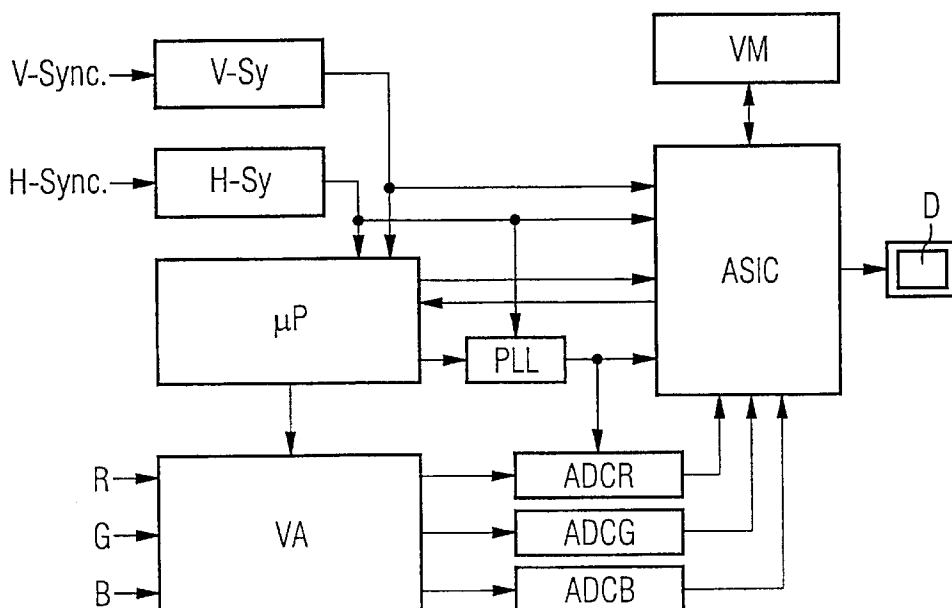 V-Sync.
V-Sy
VM
H-Sync.
H-Sy
D
ASIC
µP
PLL
R
ADCR
G
VA
ADCG
B
ADCB